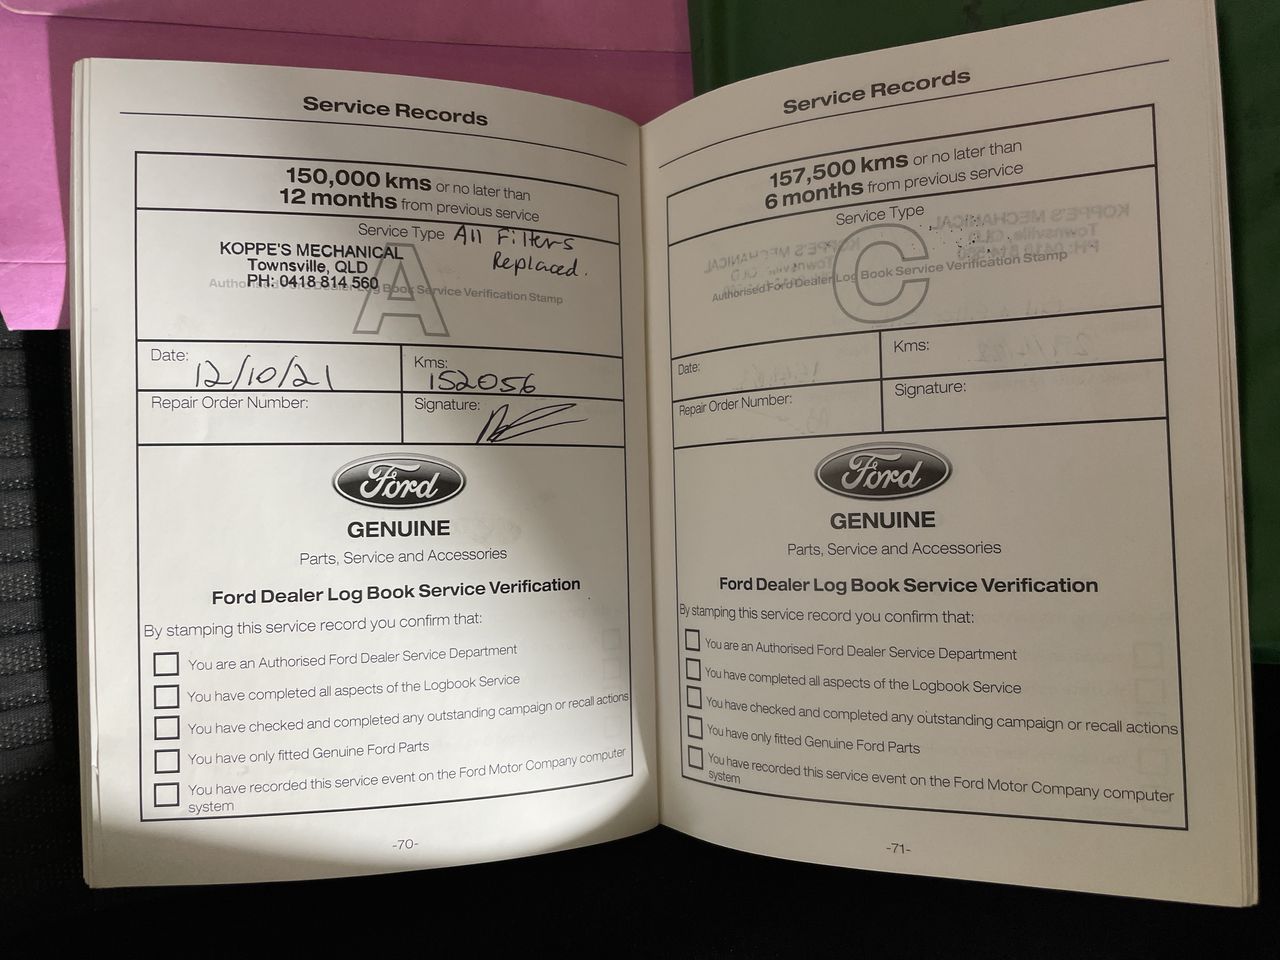 Service Records
150,000 kms or no later than
12 months from previous service
Service Type All Filters
Replaced.
KOPPE'S MECHANICAL
Townsville, QLD
PH: 0418 814 560
Authorised Ford Dealer Log Book Service Verification Stamp
A
Date: 12/10/21
Kms: 152056
Repair Order Number:
Signature:
Ford
GENUINE
Parts, Service and Accessories
Ford Dealer Log Book Service Verification
By stamping this service record you confirm that:
You are an Authorised Ford Dealer Service Department
You have completed all aspects of the Logbook Service
You have checked and completed any outstanding campaign or recall actions
You have only fitted Genuine Ford Parts
You have recorded this service event on the Ford Motor Company computer
system
-70-
Service Records
157,500 kms or no later than
6 months from previous service
Service Type
C
Authorised Ford Dealer Log Book Service Verification Stamp
Date:
Kms:
Repair Order Number:
Signature:
Ford
GENUINE
Parts, Service and Accessories
Ford Dealer Log Book Service Verification
By stamping this service record you confirm that:
You are an Authorised Ford Dealer Service Department
You have completed all aspects of the Logbook Service
You have checked and completed any outstanding campaign or recall actions
You have only fitted Genuine Ford Parts
You have recorded this service event on the Ford Motor Company computer
system
-71-